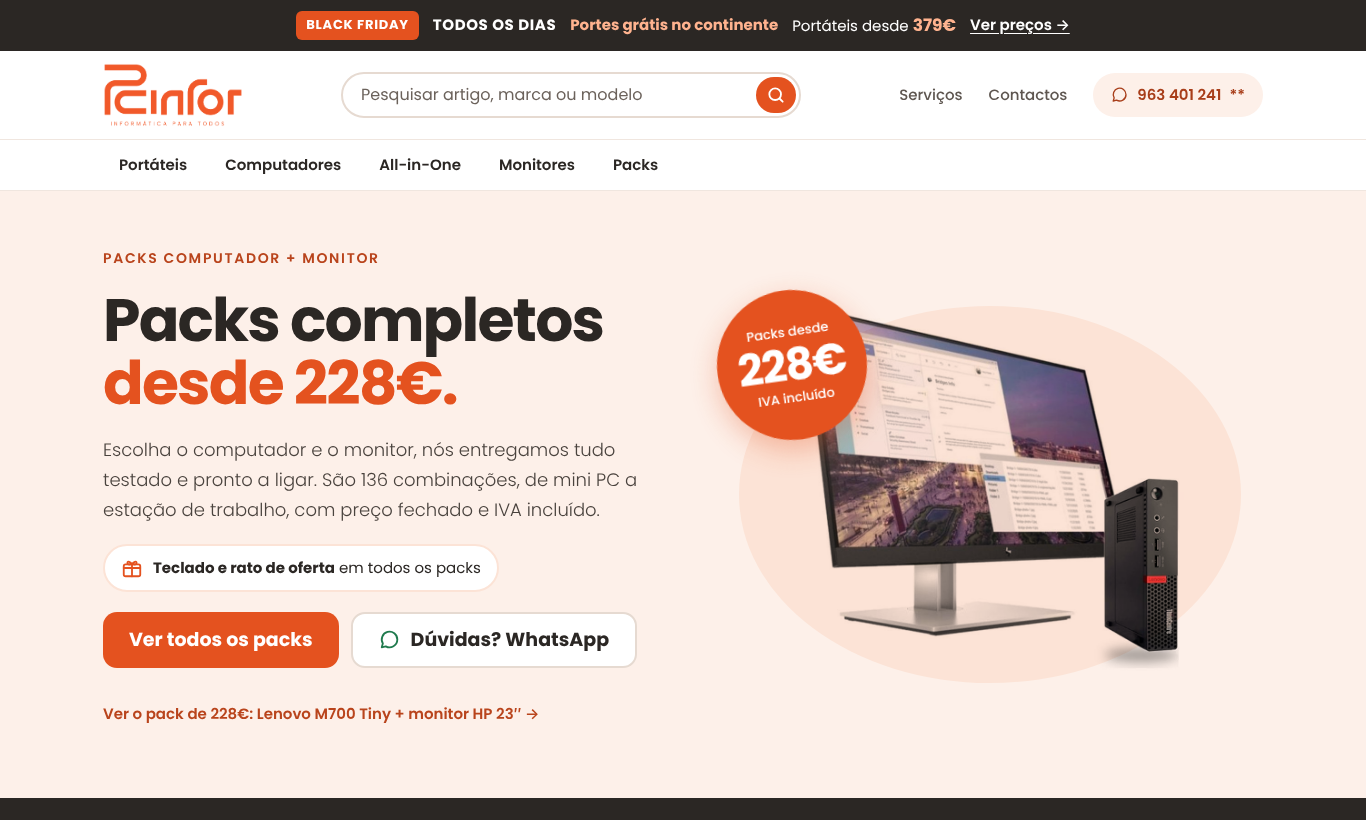 BLACK FRIDAY TODOS OS DIAS Portes grátis no continente Portáteis desde 379€ Ver preços →
PCinfor
INFORMÁTICA PARA TODOS
Pesquisar artigo, marca ou modelo
Serviços
Contactos
963 401 241 **
Portáteis
Computadores
All-in-One
Monitores
Packs
PACKS COMPUTADOR + MONITOR
Packs completos
desde 228€.
Escolha o computador e o monitor, nós entregamos tudo
testado e pronto a ligar. São 136 combinações, de mini PC a
estação de trabalho, com preço fechado e IVA incluído.
Teclado e rato de oferta em todos os packs
Ver todos os packs
Dúvidas? WhatsApp
Ver o pack de 228€: Lenovo M700 Tiny + monitor HP 23″ →
Packs desde
228€
IVA incluído